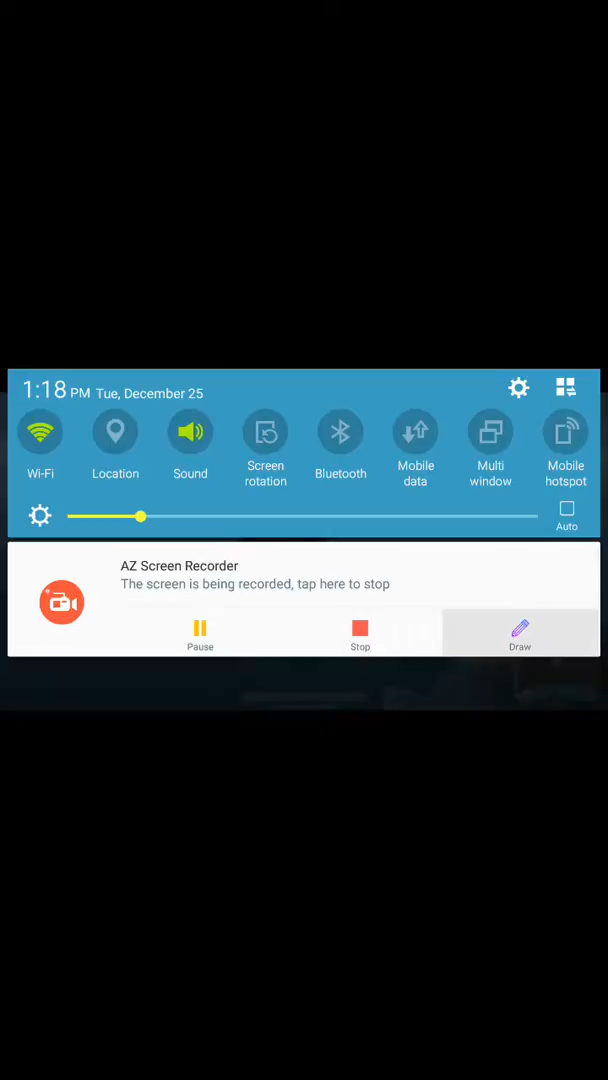 1:18 PM Tue, December 25
Wi-Fi
Location
Sound
Screen
rotation
Bluetooth
Mobile
data
Multi
window
Mobile
hotspot
Auto
AZ Screen Recorder
The screen is being recorded, tap here to stop
Pause
Stop
Draw